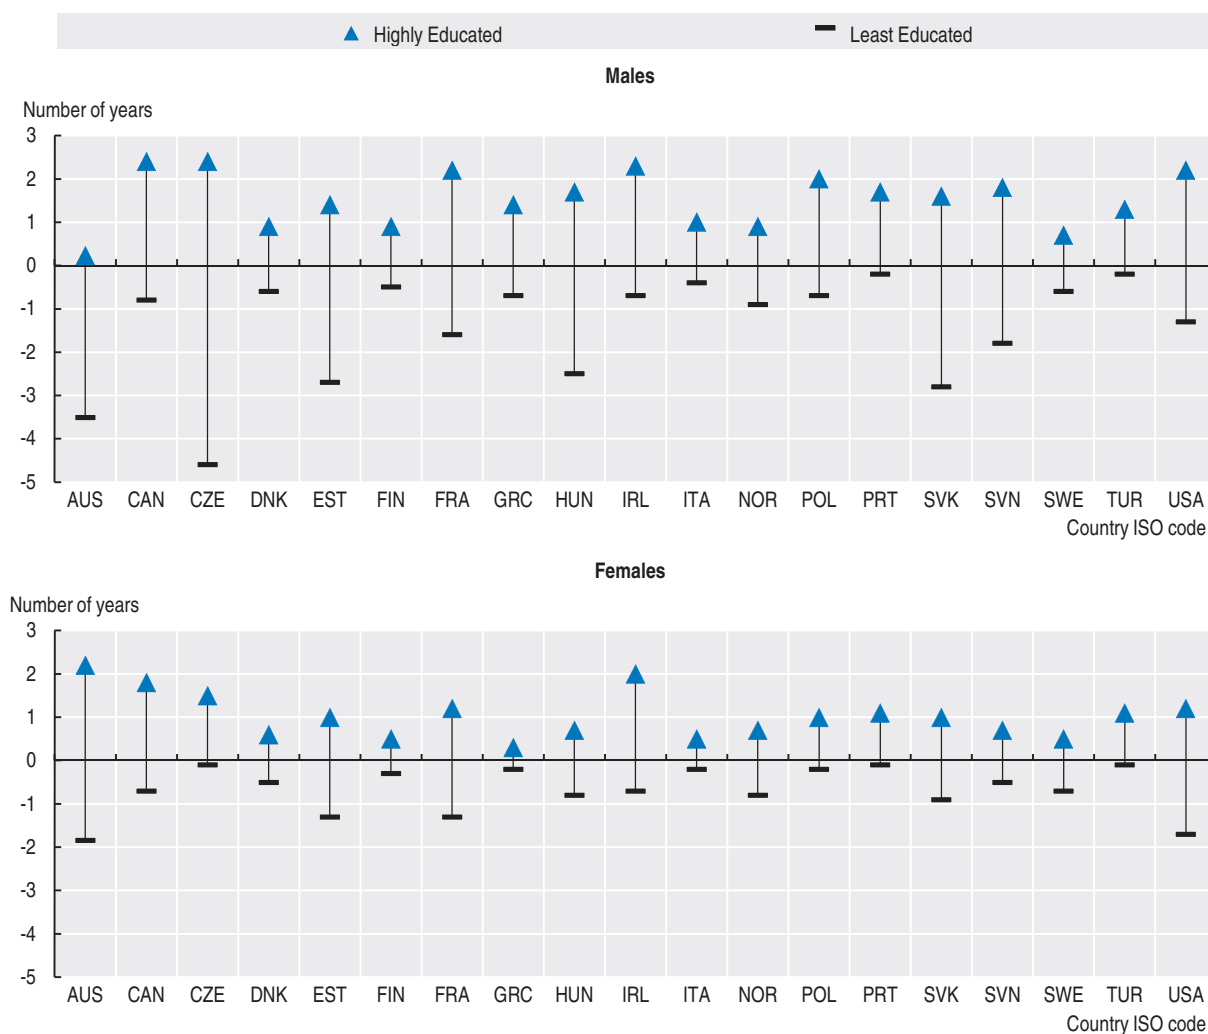 Highly Educated Least Educated
Males
Number of years
3
2
1
0
-1
-2
-3
-4
-5
AUS CAN CZE DNK EST FIN FRA GRC HUN IRL ITA NOR POL PRT SVK SVN SWE TUR USA
Country ISO code
Females
Number of years
3
2
1
0
-1
-2
-3
-4
-5
AUS CAN CZE DNK EST FIN FRA GRC HUN IRL ITA NOR POL PRT SVK SVN SWE TUR USA
Country ISO code